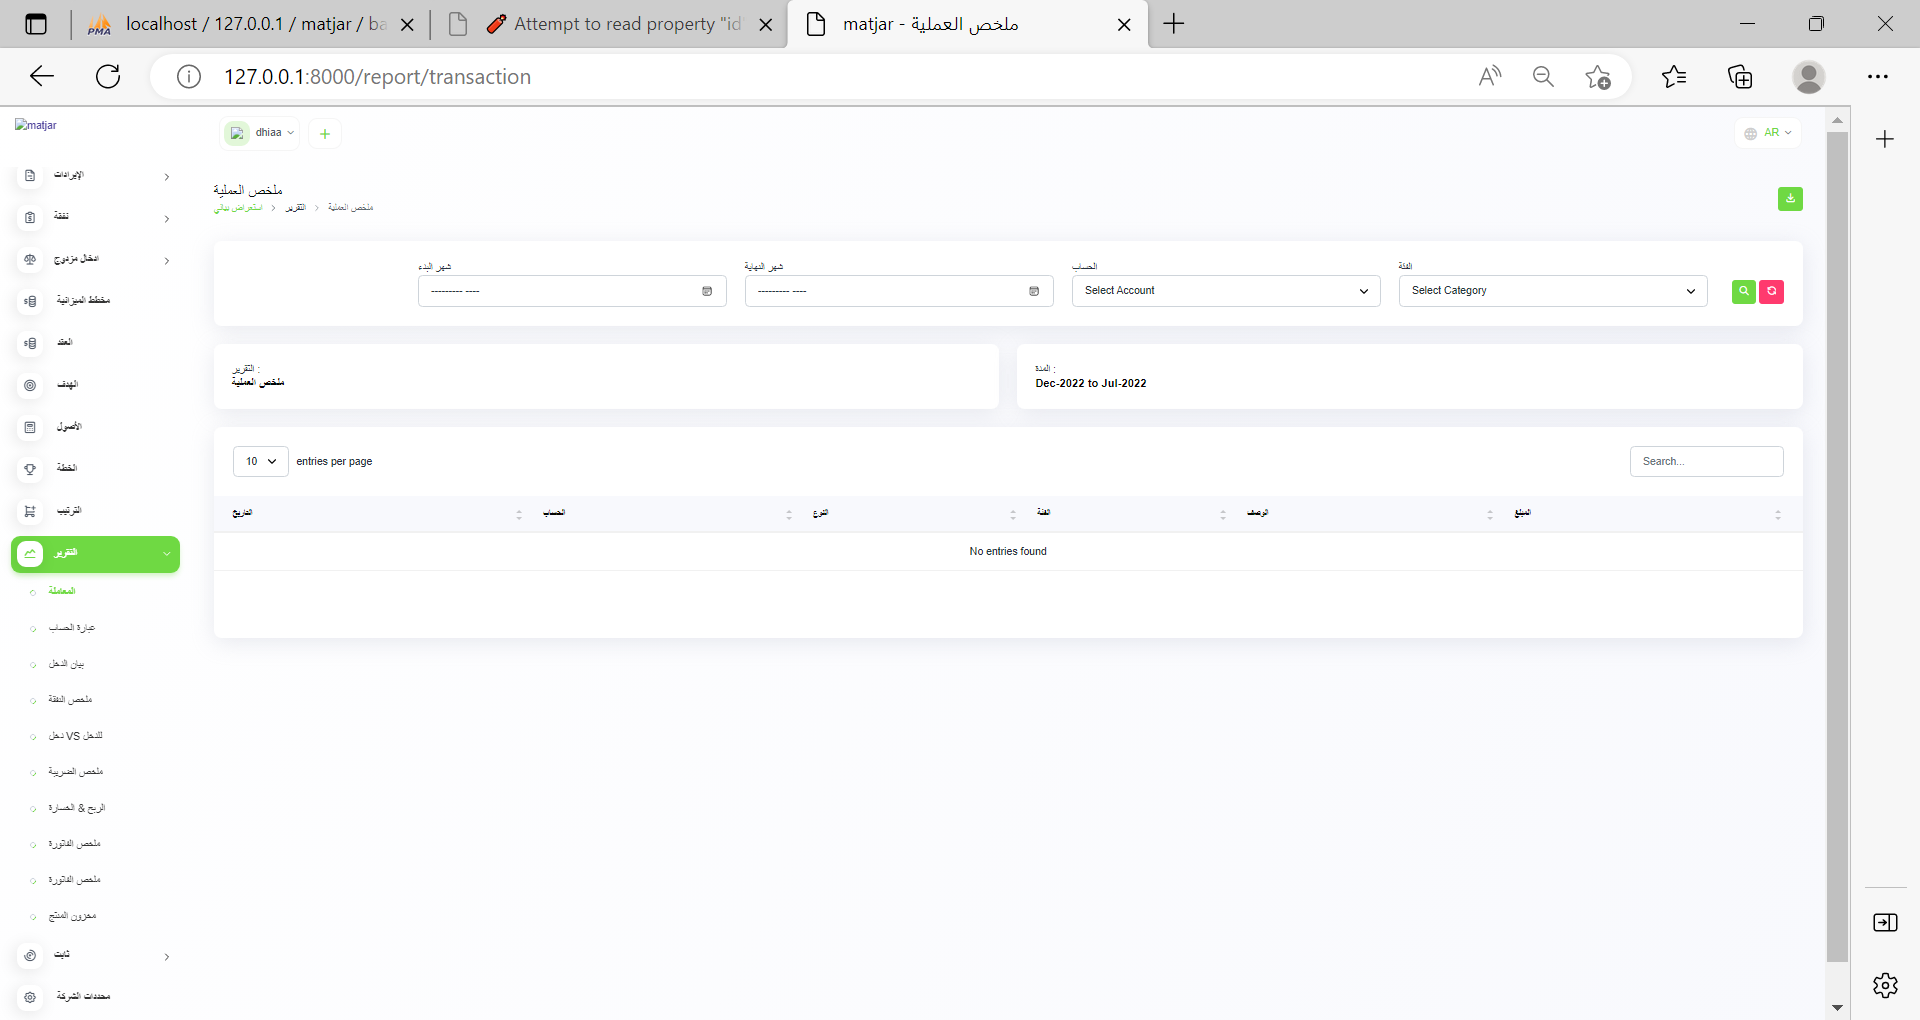 localhost / 127.0.0.1 / matjar / ba
Attempt to read property "id"
matjar - ملخص العملية
127.0.0.1:8000/report/transaction
matjar
dhiaa
AR
الإيرادات
نفقة
ادخال مزدوج
مخطط الميزانية
العقد
الهدف
الأصول
الخطة
الترتيب
التقرير
المعاملة
عبارة الحساب
بيان الدخل
ملخص النفقة
للدخل VS دخل
ملخص الضريبة
الربح & الخسارة
ملخص الفاتورة
ملخص الفاتورة
مخزون المنتج
ثابت
محددات الشركة
ملخص العملية
استعراض بياني > التقرير > ملخص العملية
شهر البدء
--------- ----
شهر النهاية
--------- ----
الحساب
Select Account
الفئة
Select Category
التقرير :
ملخص العملية
المدة :
Dec-2022 to Jul-2022
10 entries per page
Search...
التاريخ الحساب النوع الفئة الوصف المبلغ
No entries found